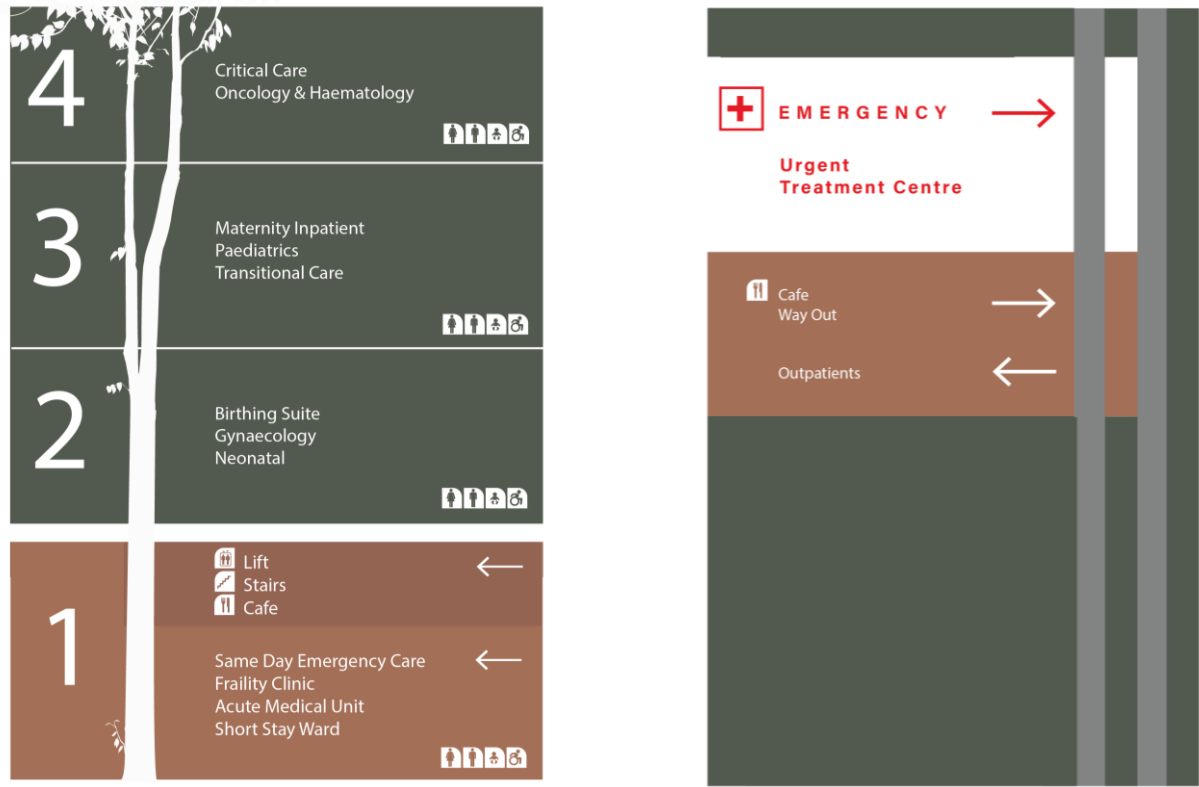 4
Critical Care
Oncology & Haematology
3
Maternity Inpatient
Paediatrics
Transitional Care
2
Birthing Suite
Gynaecology
Neonatal
1
Lift
Stairs
Cafe
Same Day Emergency Care
Fraility Clinic
Acute Medical Unit
Short Stay Ward
EMERGENCY
Urgent
Treatment Centre
Cafe
Way Out
Outpatients